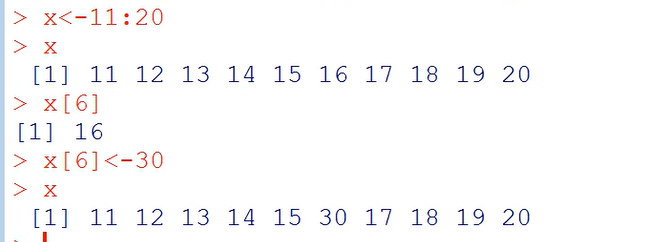 > x<-11:20
> x
 [1] 11 12 13 14 15 16 17 18 19 20
> x[6]
[1] 16
> x[6]<-30
> x
 [1] 11 12 13 14 15 30 17 18 19 20
>